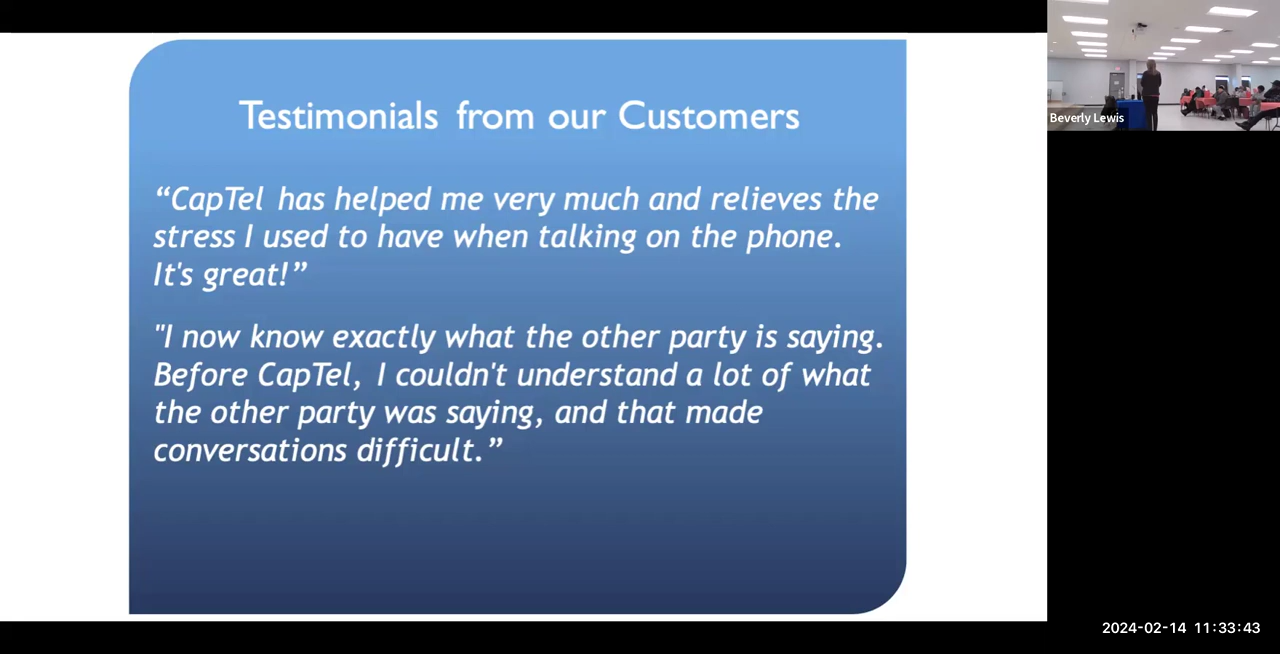 Testimonials from our Customers
“CapTel has helped me very much and relieves the
stress I used to have when talking on the phone.
It's great!”
"I now know exactly what the other party is saying.
Before CapTel, I couldn't understand a lot of what
the other party was saying, and that made
conversations difficult.”
Beverly Lewis
2024-02-14 11:33:43